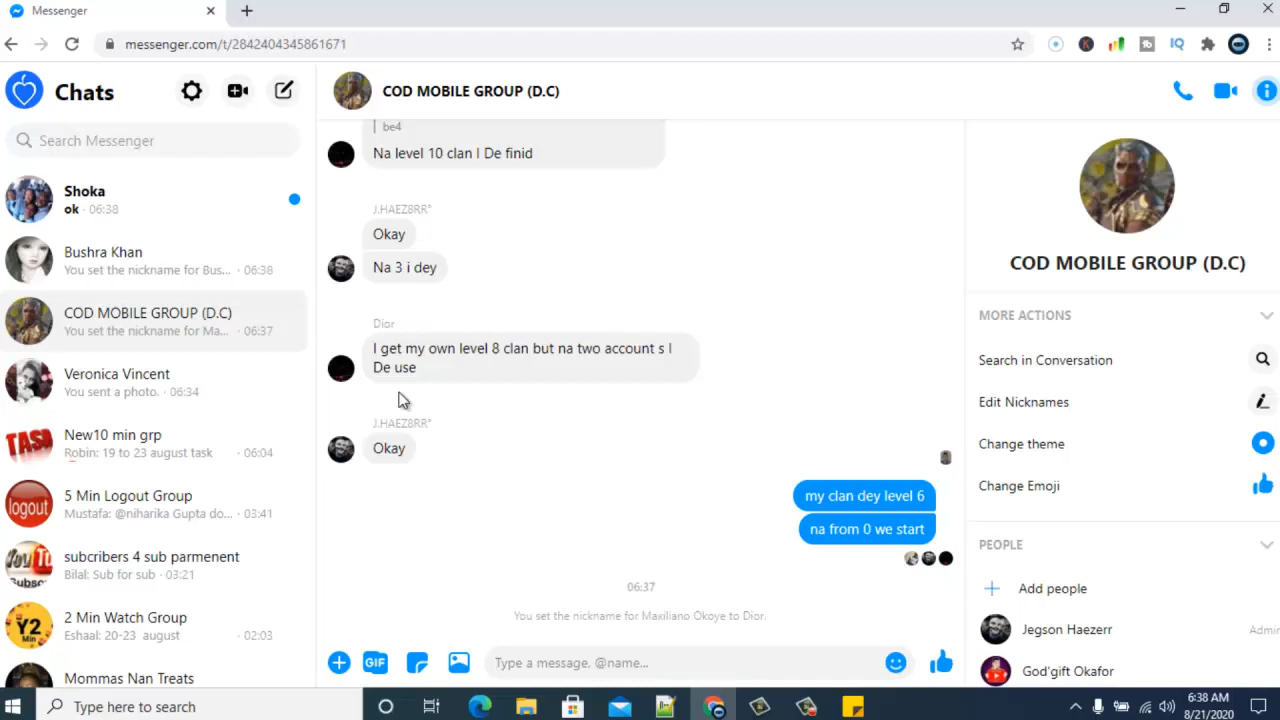 Messenger
messenger.com/t/2842404345861671
Chats
Search Messenger
Shoka
ok · 06:38
Bushra Khan
You set the nickname for Bus... · 06:38
COD MOBILE GROUP (D.C)
You set the nickname for Ma... · 06:37
Veronica Vincent
You sent a photo. · 06:34
New10 min grp
Robin: 19 to 23 august task · 06:04
5 Min Logout Group
Mustafa: @niharika Gupta do... · 03:41
subcribers 4 sub parmenent
Bilal: Sub for sub · 03:21
2 Min Watch Group
Eshaal: 20-23 august · 02:03
Mommas Nan Treats
TASK
logout
Y2
Min
COD MOBILE GROUP (D.C)
be4
Na level 10 clan I De finid
J.HAEZ8RR°
Okay
Na 3 i dey
Dior
I get my own level 8 clan but na two account s I
De use
J.HAEZ8RR°
Okay
my clan dey level 6
na from 0 we start
06:37
You set the nickname for Maxiliano Okoye to Dior.
GIF
Type a message, @name...
COD MOBILE GROUP (D.C)
MORE ACTIONS
Search in Conversation
Edit Nicknames
Change theme
Change Emoji
PEOPLE
Add people
Jegson Haezerr
Admin
God'gift Okafor
Type here to search
6:38 AM
8/21/2020